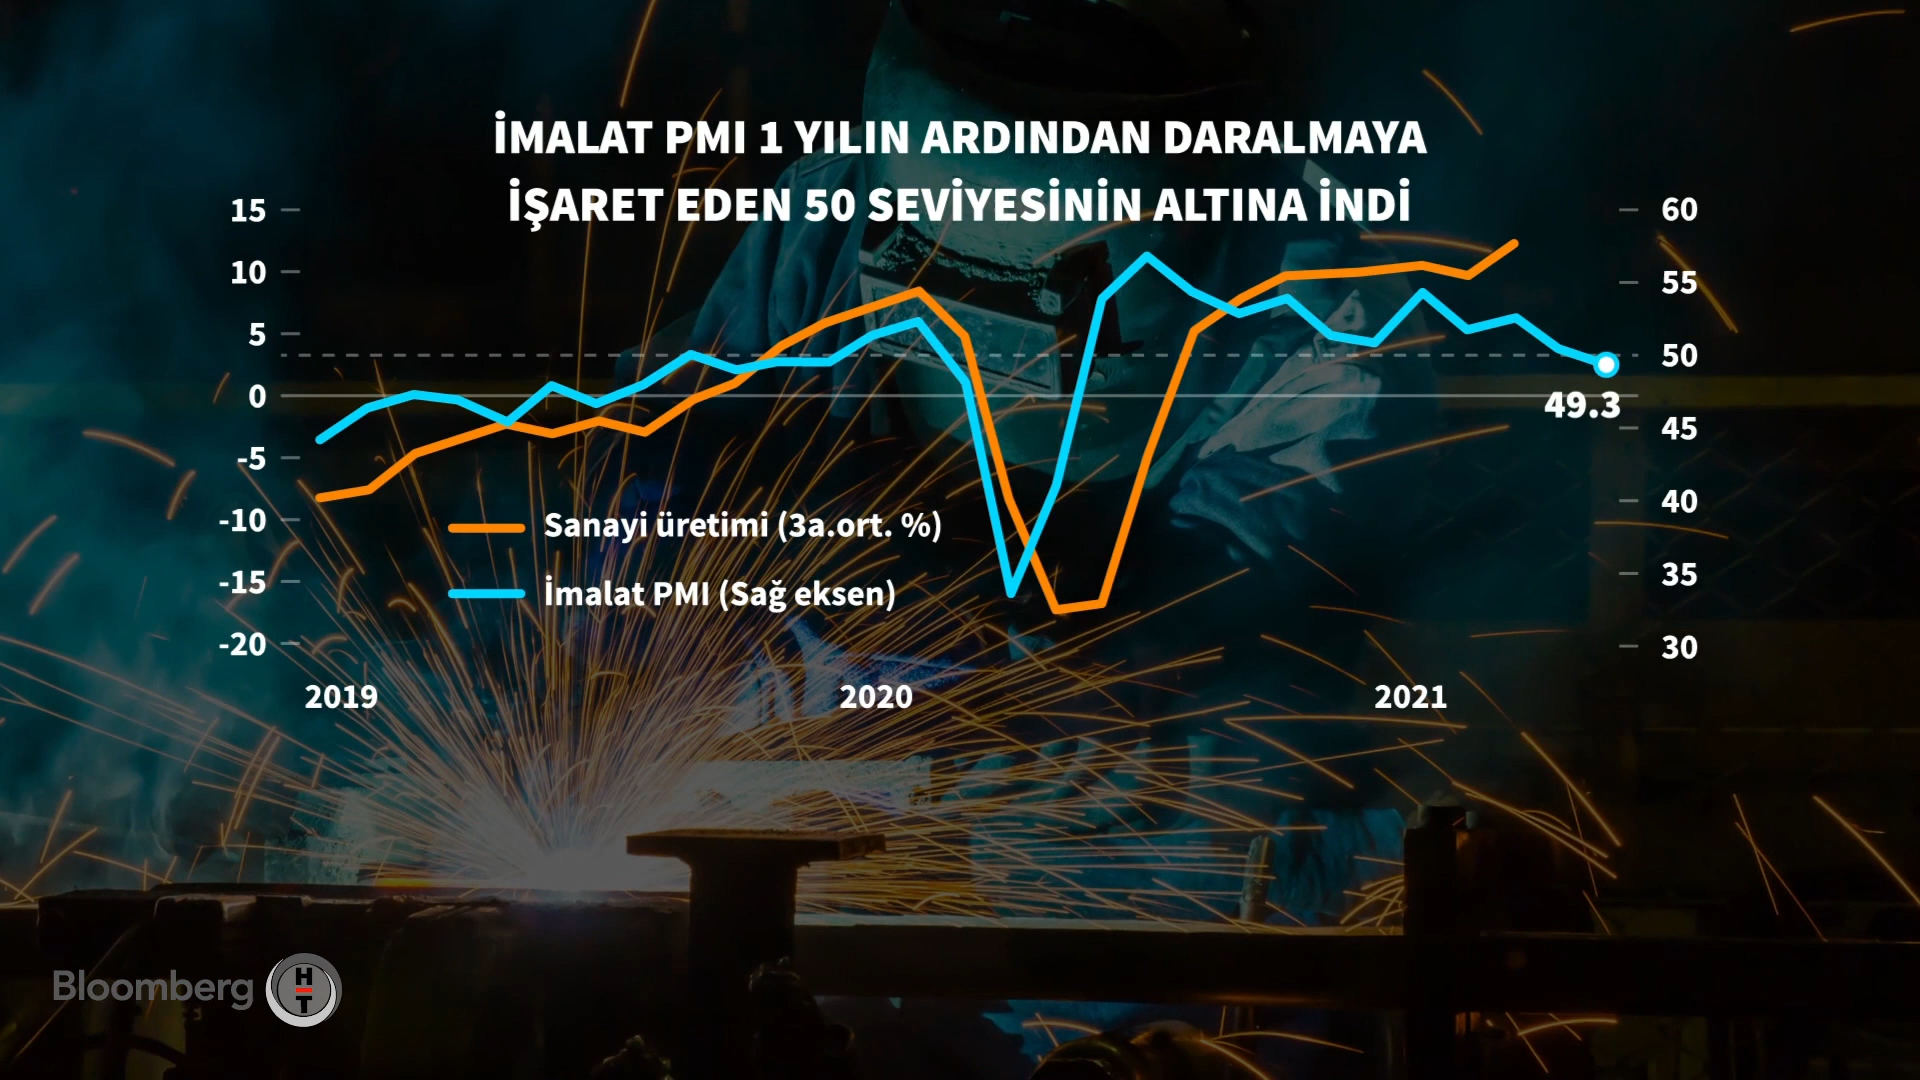 İMALAT PMI 1 YILIN ARDINDAN DARALMAYA
İŞARET EDEN 50 SEVİYESİNİN ALTINA İNDİ
15
10
5
0
-5
-10
-15
-20
60
55
50
45
40
35
30
49.3
Sanayi üretimi (3a.ort. %)
İmalat PMI (Sağ eksen)
2019 2020 2021
Bloomberg HT